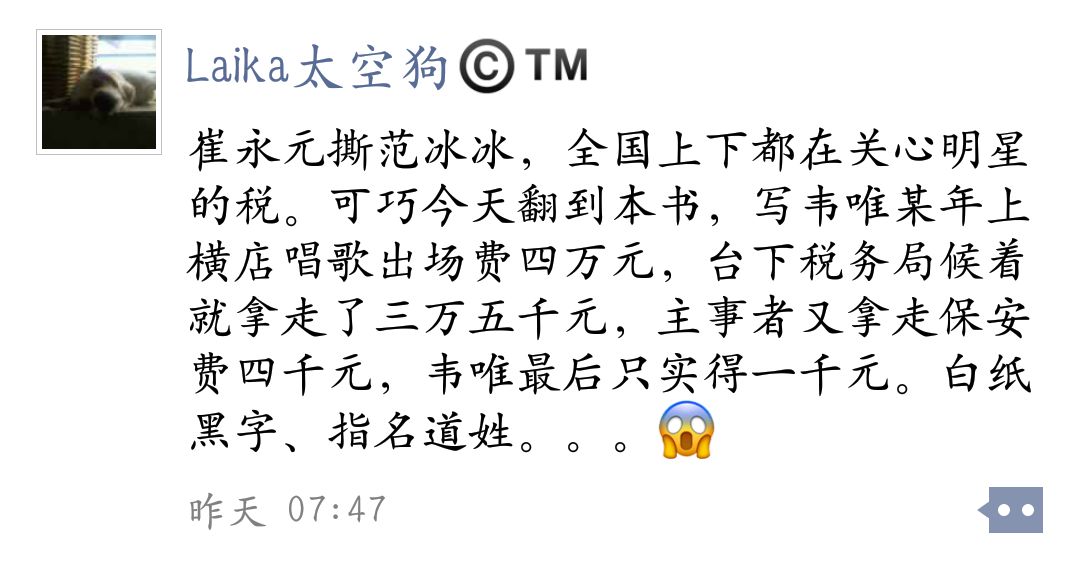 Laika太空狗©️™️
崔永元撕范冰冰，全国上下都在关心明星
的税。可巧今天翻到本书，写韦唯某年上
横店唱歌出场费四万元，台下税务局候着
就拿走了三万五千元，主事者又拿走保安
费四千元，韦唯最后只实得一千元。白纸
黑字、指名道姓。。。😱
昨天 07:47